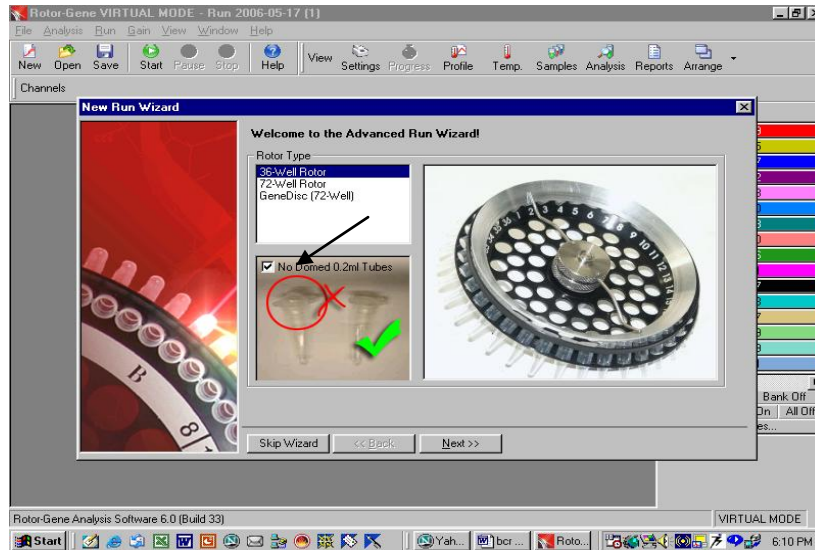 Rotor-Gene VIRTUAL MODE - Run 2006-05-17 (1)
File Analysis Run Gain View Window Help
New Open Save Start Pause Stop Help View Settings Progress Profile Temp. Samples Analysis Reports Arrange
Channels
New Run Wizard
Welcome to the Advanced Run Wizard!
Rotor Type
36-Well Rotor
72-Well Rotor
GeneDisc (72-Well)
No Domed 0.2ml Tubes
Bank Off
On All Off
es...
Skip Wizard << Back Next >>
Rotor-Gene Analysis Software 6.0 (Build 33) VIRTUAL MODE
Start Yah... bcr ... Roto... 6:10 PM